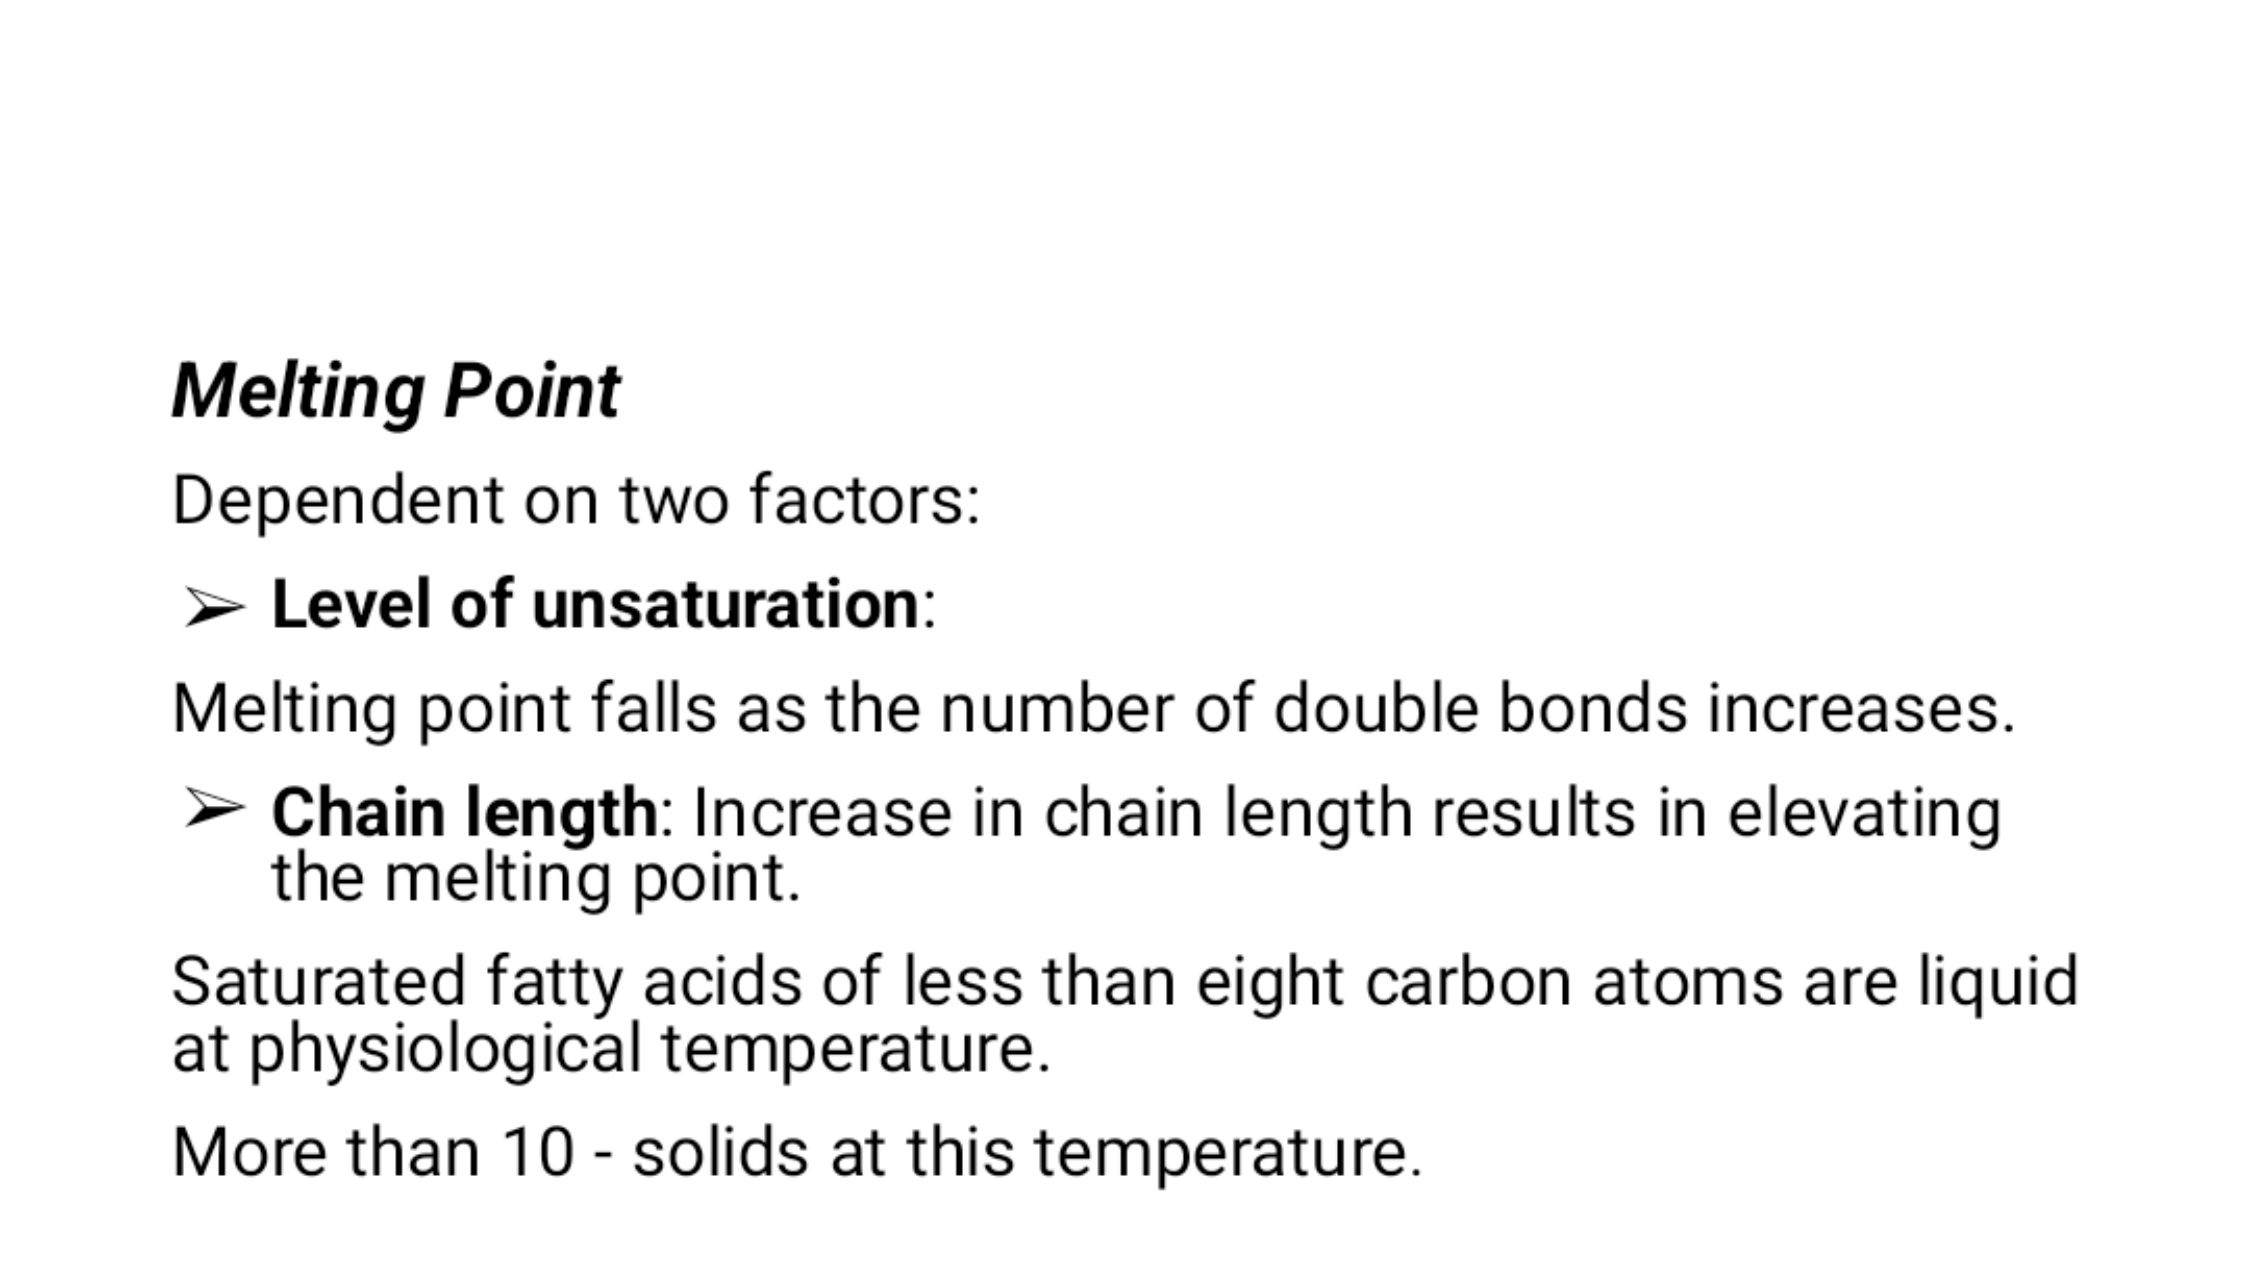 Melting Point
Dependent on two factors:
➢ Level of unsaturation:
Melting point falls as the number of double bonds increases.
➢ Chain length: Increase in chain length results in elevating
the melting point.
Saturated fatty acids of less than eight carbon atoms are liquid
at physiological temperature.
More than 10 - solids at this temperature.